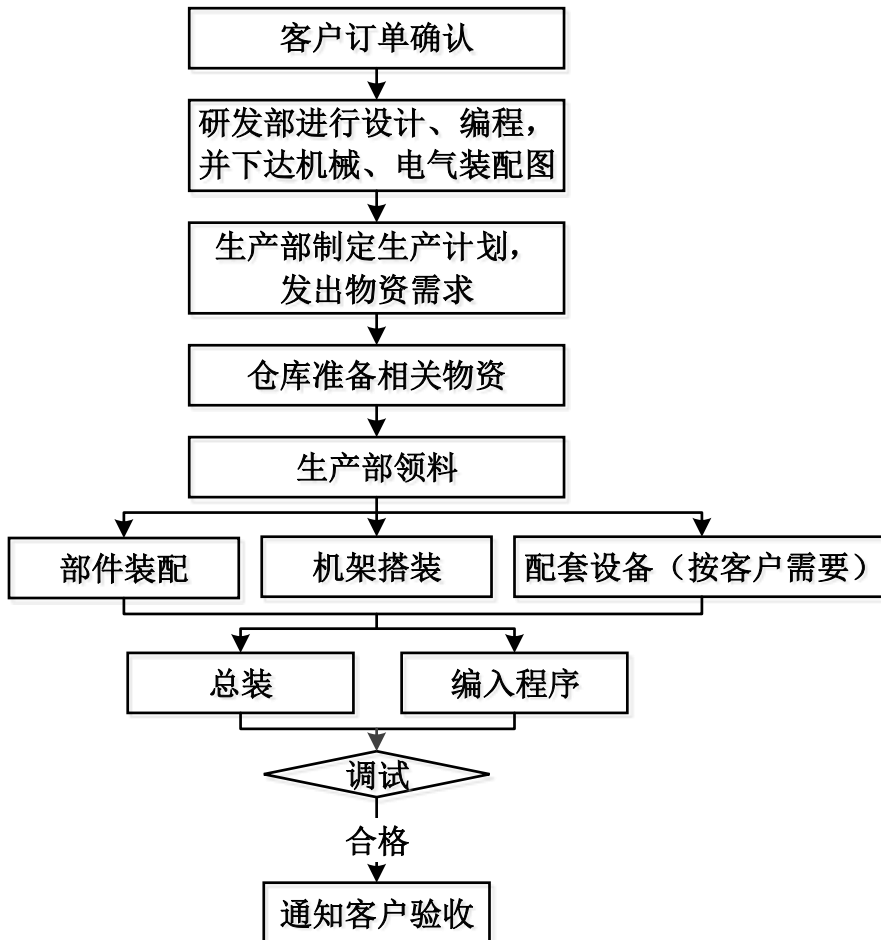 客户订单确认
研发部进行设计、编程，
并下达机械、电气装配图
生产部制定生产计划，
发出物资需求
仓库准备相关物资
生产部领料
部件装配
机架搭装
配套设备（按客户需要）
总装
编入程序
调试
合格
通知客户验收